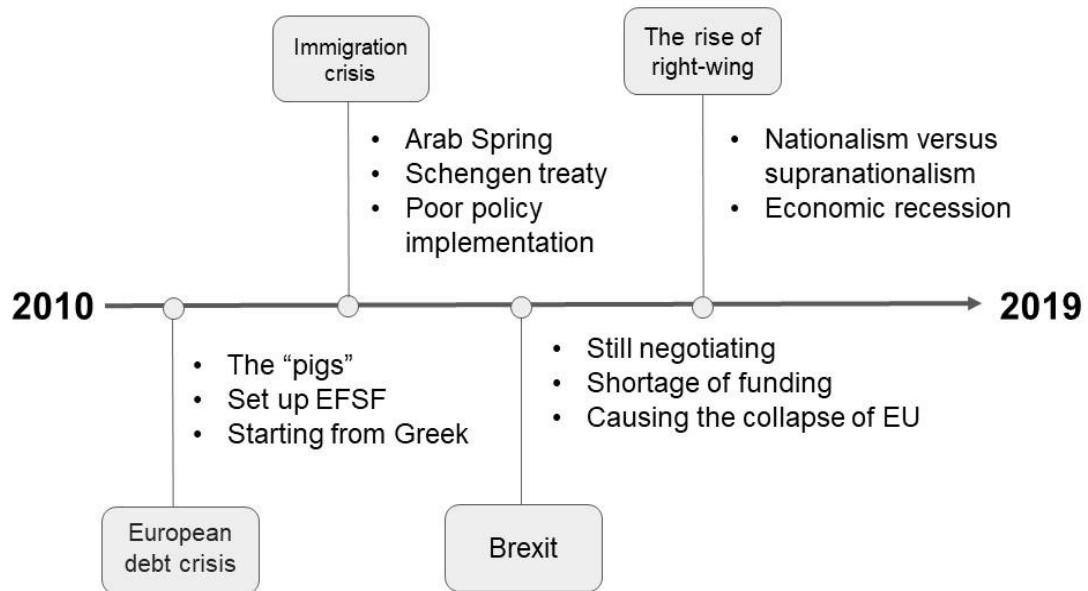 Immigration
crisis
The rise of
right-wing
• Arab Spring
• Schengen treaty
• Poor policy
implementation
• Nationalism versus
supranationalism
• Economic recession
2010
2019
• The “pigs”
• Set up EFSF
• Starting from Greek
• Still negotiating
• Shortage of funding
• Causing the collapse of EU
European
debt crisis
Brexit